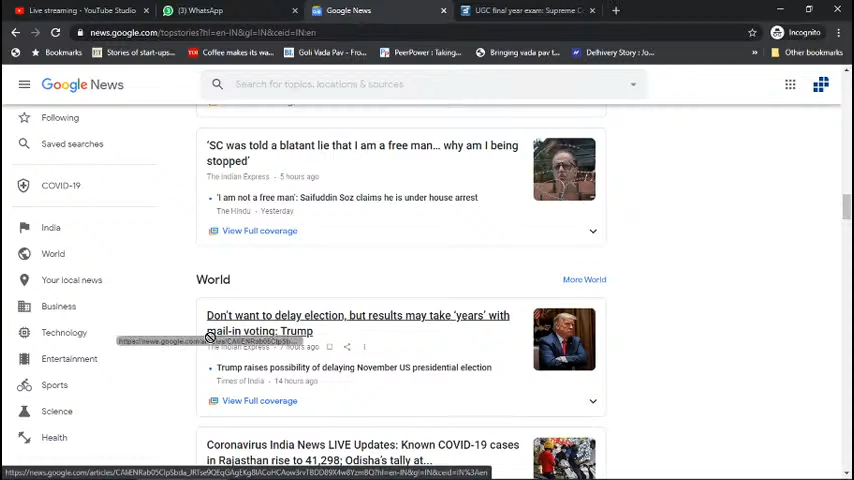 Live streaming - YouTube Studio
(3) WhatsApp
Google News
UGC final year exam: Supreme C
news.google.com/topstories?hl=en-IN&gl=IN&ceid=IN:en
Incognito
Bookmarks
Stories of start-ups...
Coffee makes its wa...
Goli Vada Pav – Fro...
PeerPower : Taking...
Bringing vada pav t...
Delhivery Story : Jo...
Other bookmarks
Google News
Search for topics, locations & sources
Following
Saved searches
COVID-19
India
World
Your local news
Business
Technology
Entertainment
Sports
Science
Health
'SC was told a blatant lie that I am a free man... why am I being
stopped'
The Indian Express • 5 hours ago
• 'I am not a free man': Saifuddin Soz claims he is under house arrest
The Hindu • Yesterday
View Full coverage
World
More World
Don't want to delay election, but results may take 'years' with
mail-in voting: Trump
The Indian Express • 7 hours ago
• Trump raises possibility of delaying November US presidential election
Times of India • 14 hours ago
View Full coverage
Coronavirus India News LIVE Updates: Known COVID-19 cases
in Rajasthan rise to 41,298; Odisha's tally at...